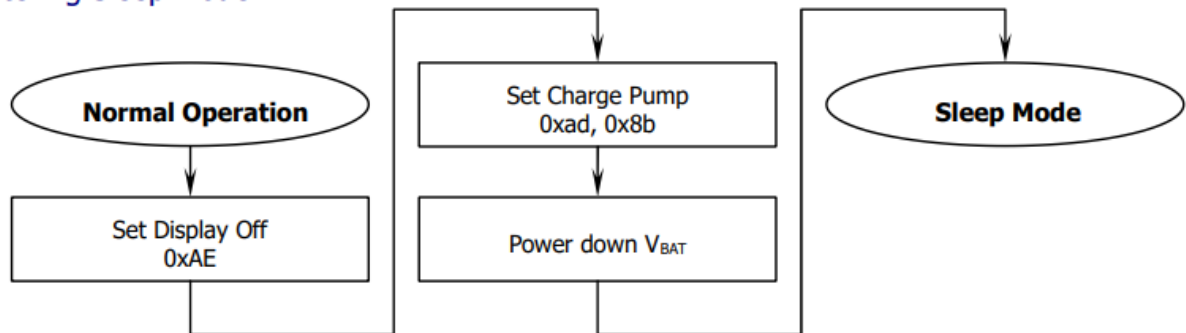 Normal Operation
Set Display Off
0xAE
Set Charge Pump
0xad, 0x8b
Power down VBAT
Sleep Mode